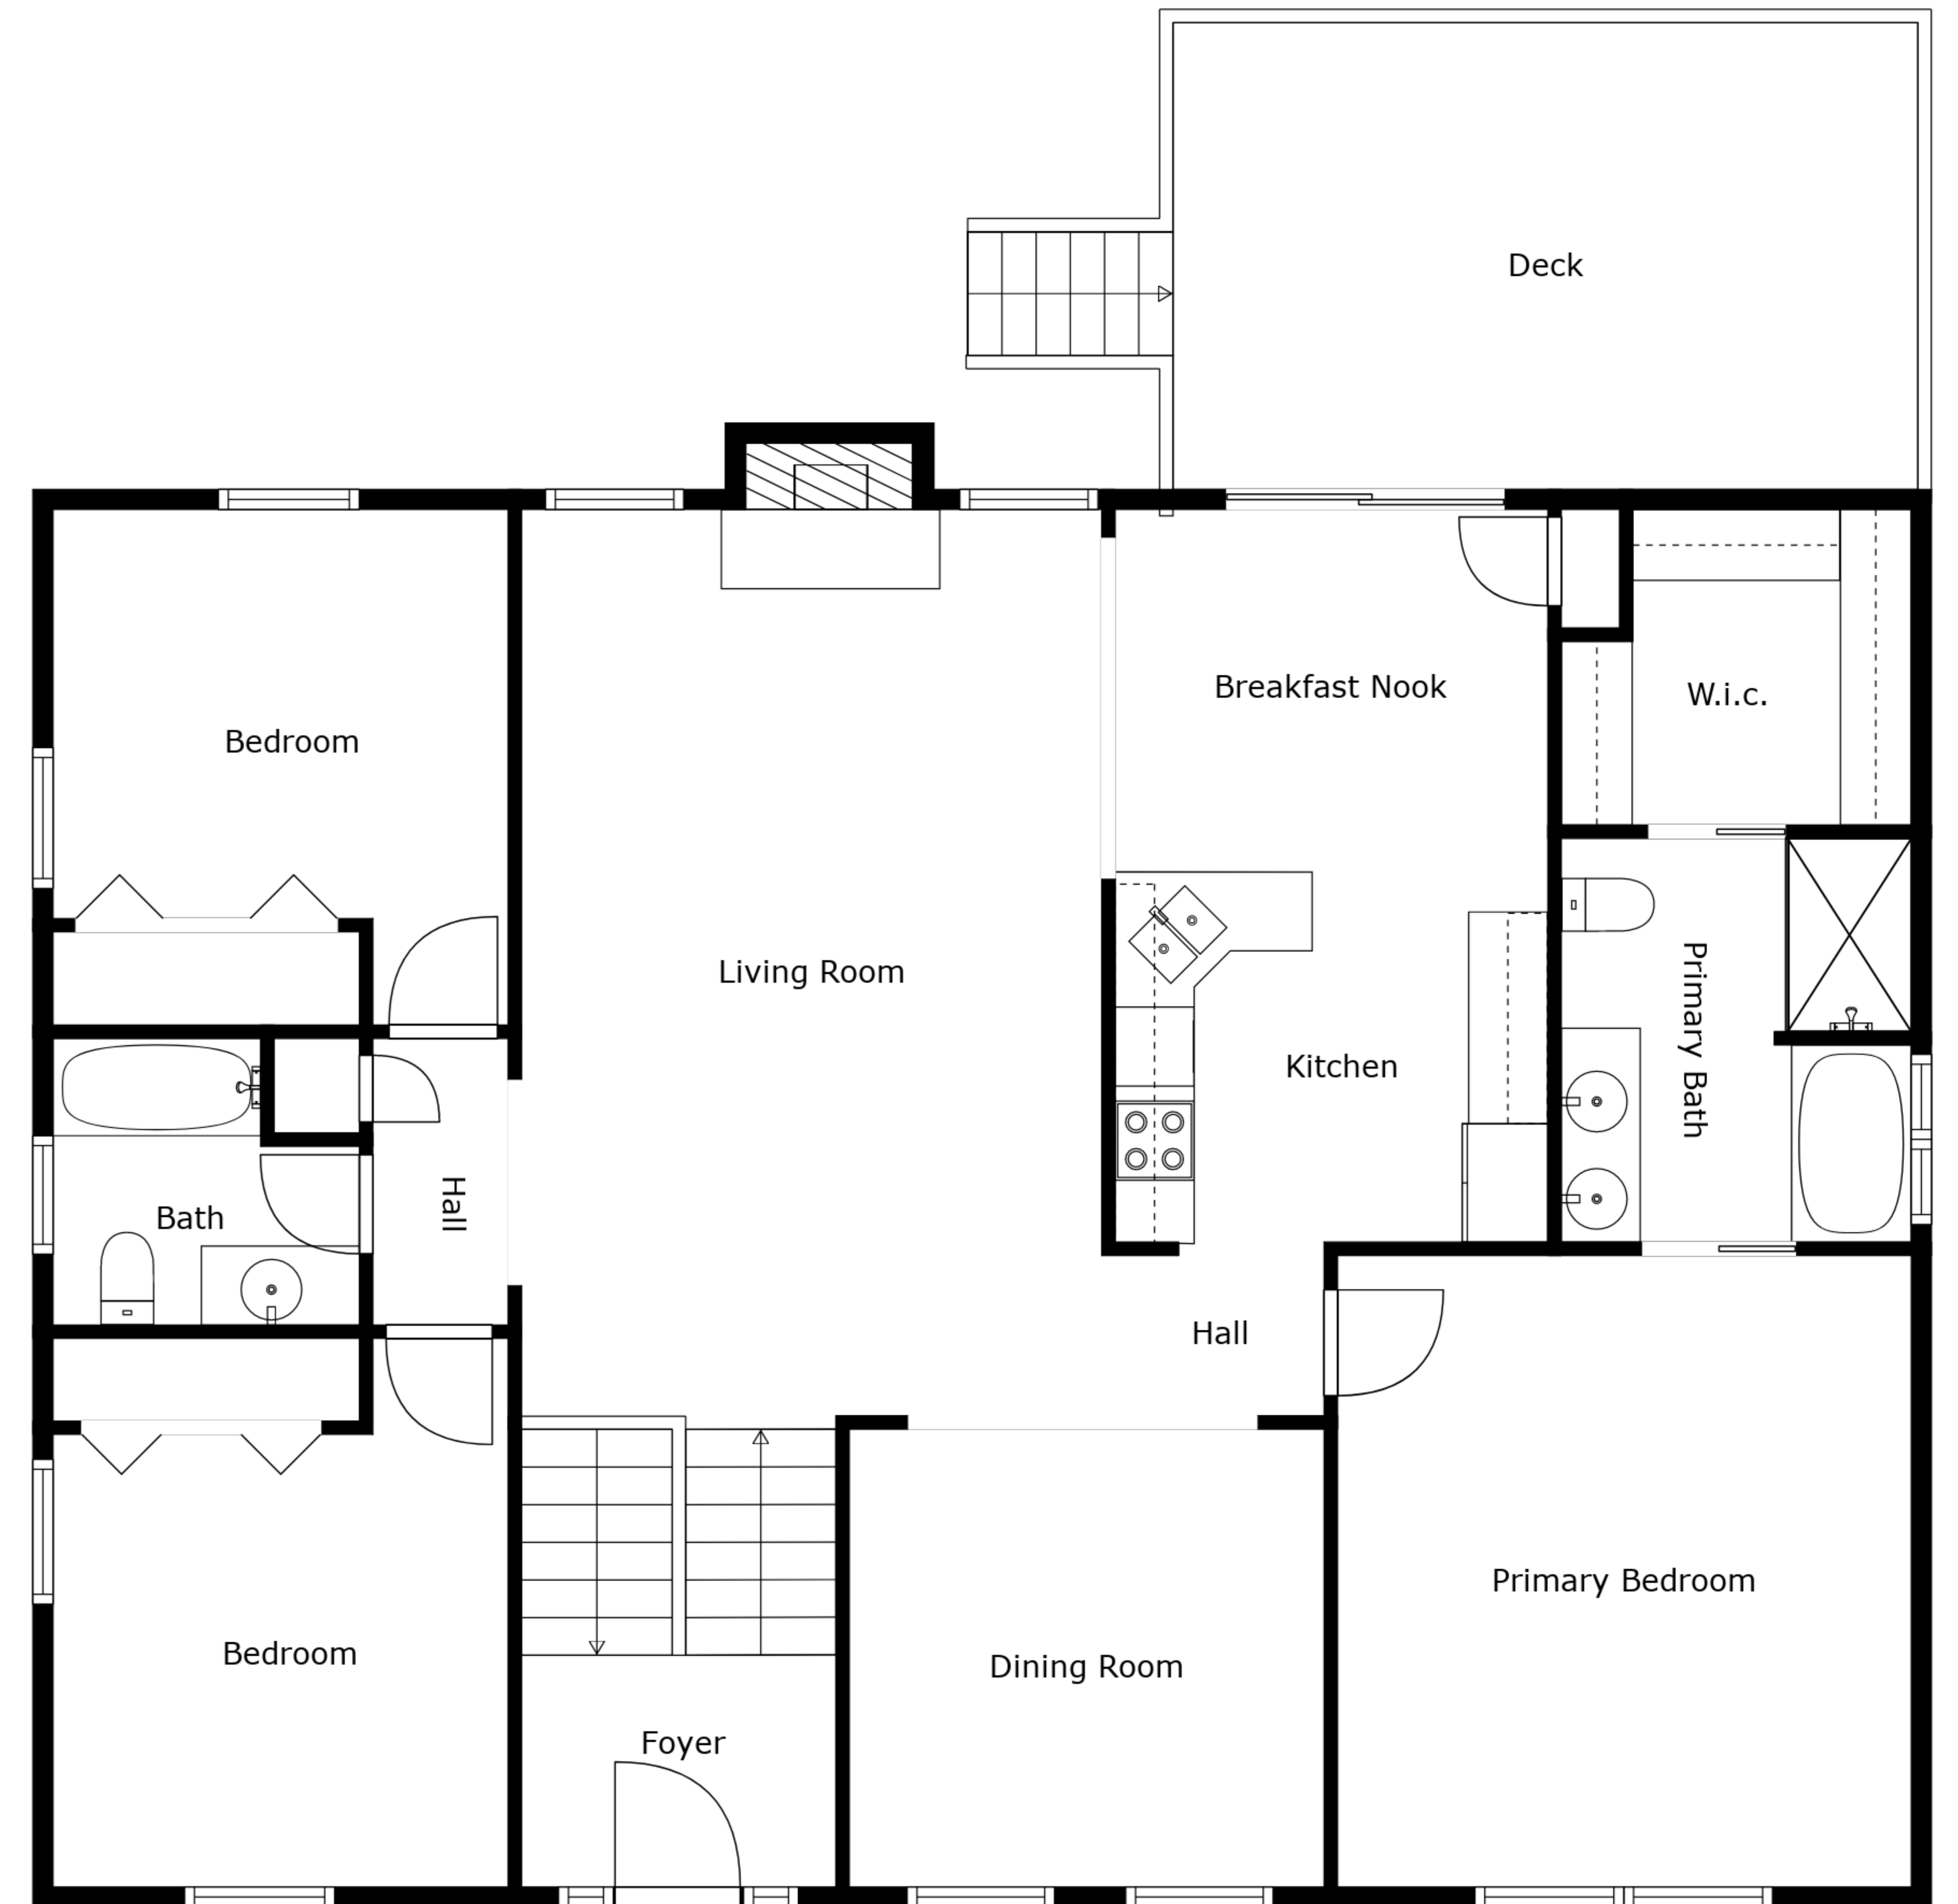 Deck
Breakfast Nook
W.i.c.
Bedroom
Living Room
Primary Bath
Kitchen
Hall
Bath
Hall
Primary Bedroom
Bedroom
Dining Room
Foyer